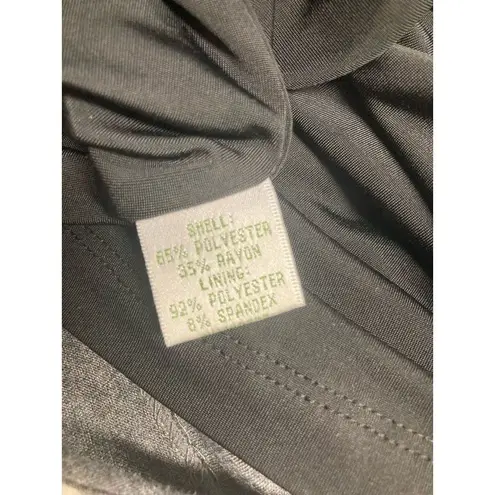 SHELL:
65% POLYESTER
35% RAYON
LINING:
92% POLYESTER
8% SPANDEX